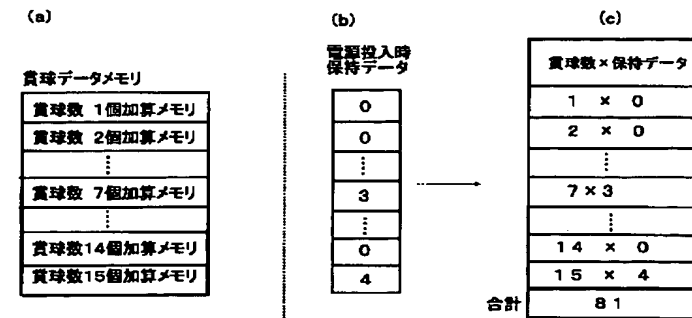 (a)
賞球データメモリ
賞球数 1個加算メモリ
賞球数 2個加算メモリ
⋮
賞球数 7個加算メモリ
⋮
賞球数14個加算メモリ
賞球数15個加算メモリ
(b)
電源投入時
保持データ
0
0
⋮
3
⋮
0
4
(c)
賞球数×保持データ
1 × 0
2 × 0
⋮
7×3
⋮
14 × 0
15 × 4
合計 81